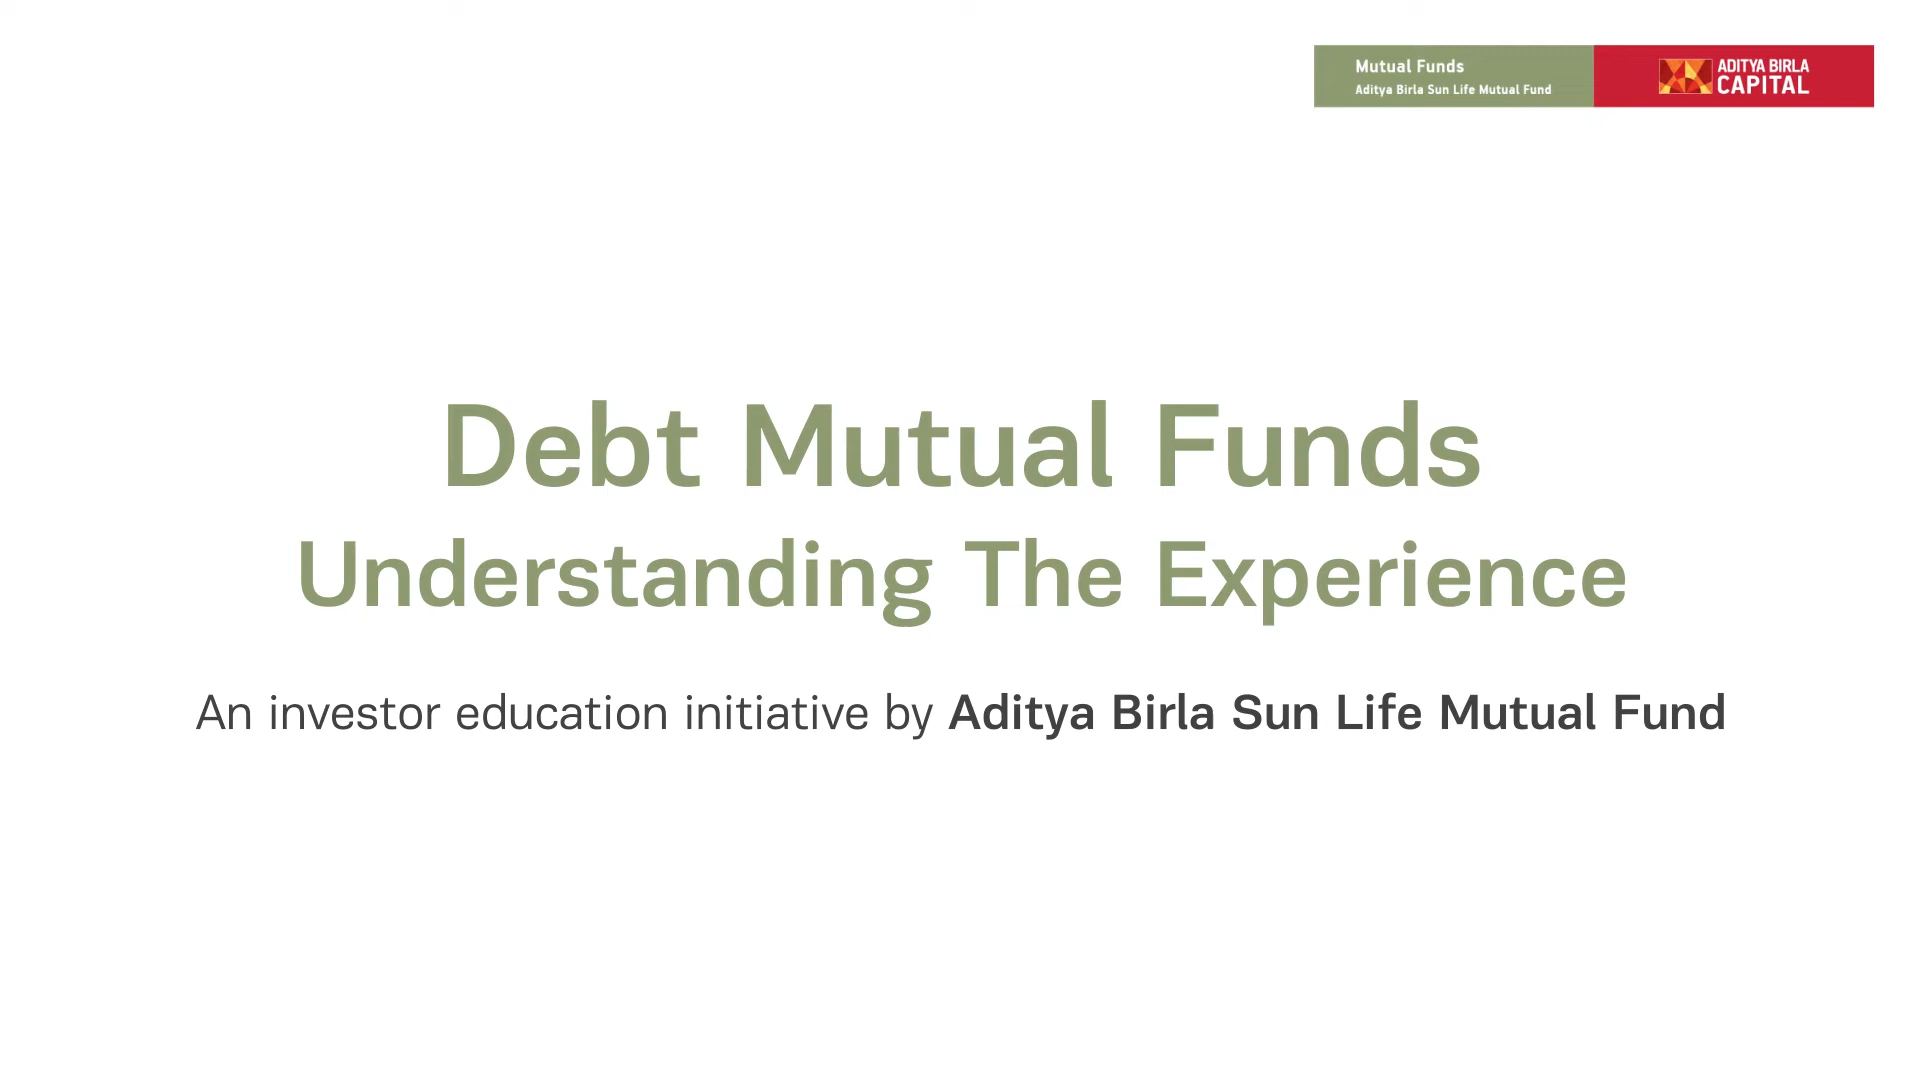 Mutual Funds
Aditya Birla Sun Life Mutual Fund
ADITYA BIRLA
CAPITAL
Debt Mutual Funds
Understanding The Experience
An investor education initiative by Aditya Birla Sun Life Mutual Fund